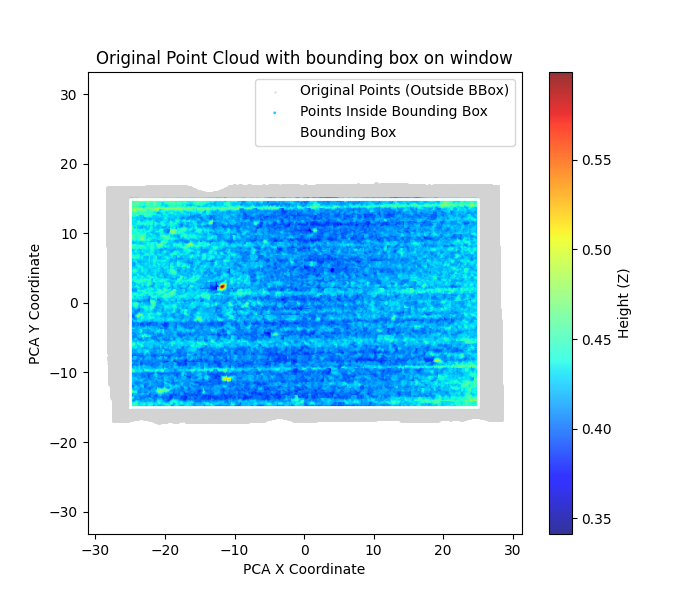 Original Point Cloud with bounding box on window
Original Points (Outside BBox)
Points Inside Bounding Box
Bounding Box
30
20
10
0
−10
−20
−30
PCA Y Coordinate
−30
−20
−10
0
10
20
30
PCA X Coordinate
0.55
0.50
0.45
0.40
0.35
Height (Z)